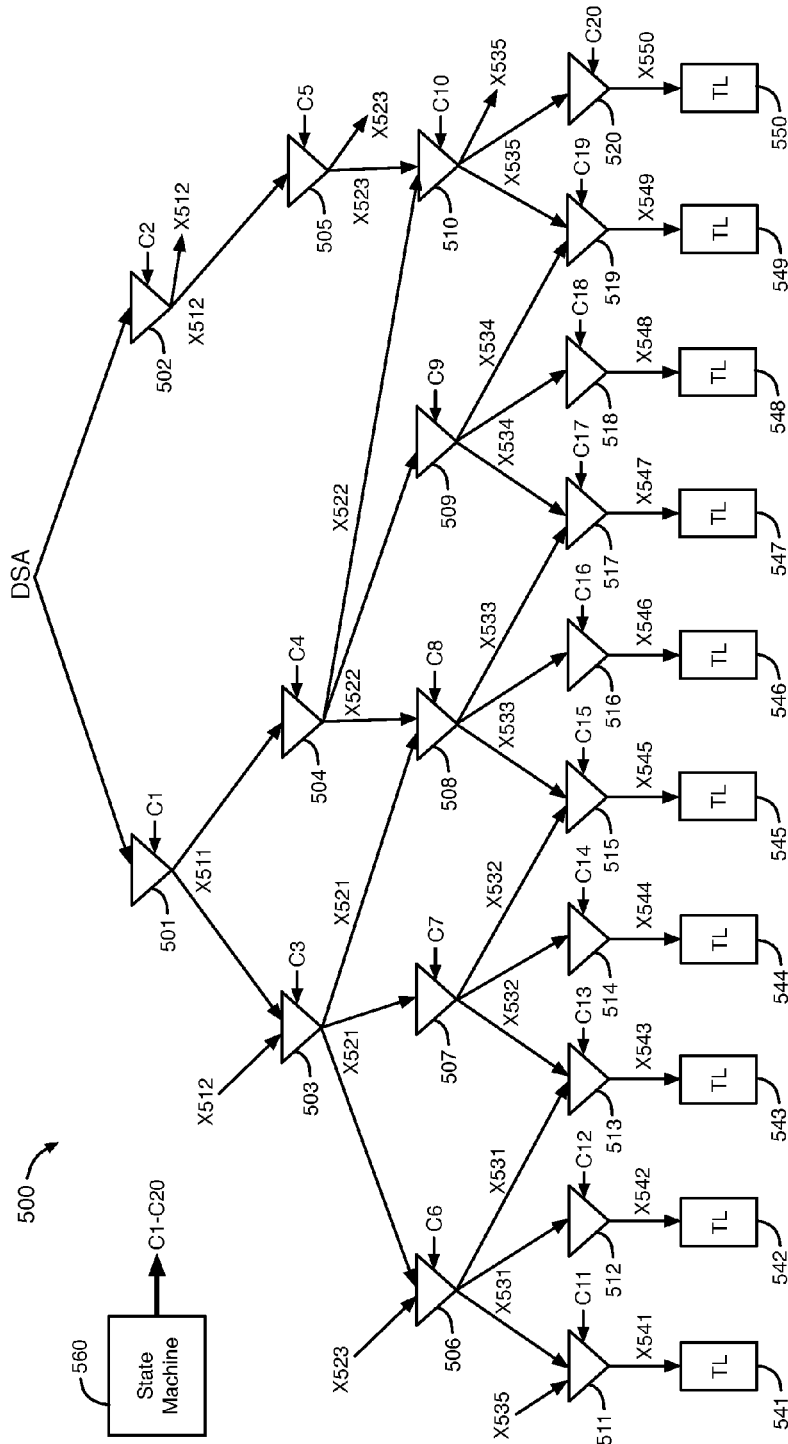 500
560
State
Machine
C1-C20
DSA
C1
501
X511
C2
502
X512
X512
X512
C3
503
C4
504
C5
505
X523
X523
X521
X521
X522
X522
X523
C6
506
C7
507
C8
508
C9
509
C10
510
X535
X535
X531
X531
X532
X532
X533
X533
X534
X534
X535
C11
511
C12
512
C13
513
C14
514
C15
515
C16
516
C17
517
C18
518
C19
519
C20
520
X541
X542
X543
X544
X545
X546
X547
X548
X549
X550
TL
TL
TL
TL
TL
TL
TL
TL
TL
TL
541
542
543
544
545
546
547
548
549
550